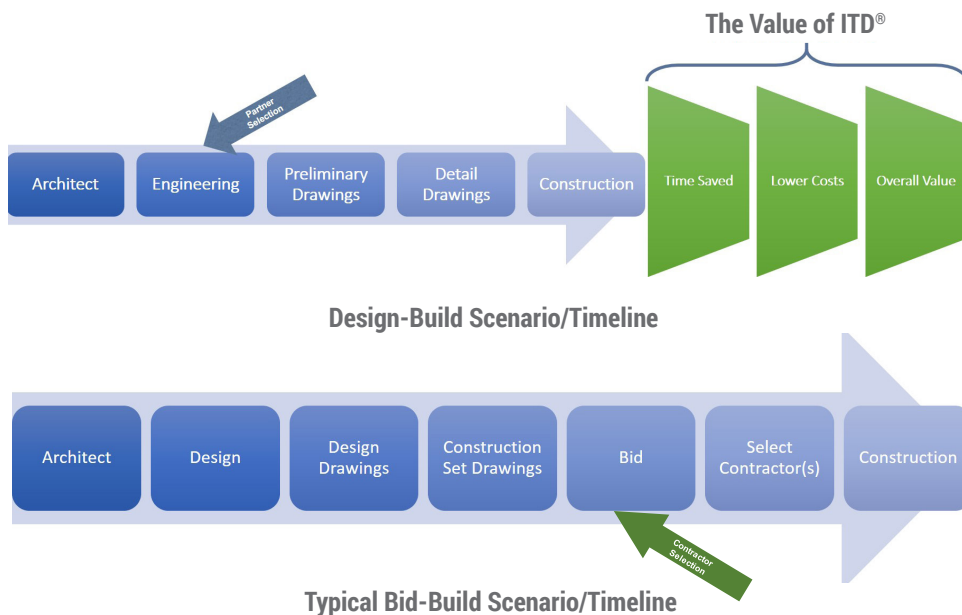 The Value of ITD®
Partner
Selection
Architect
Engineering
Preliminary
Drawings
Detail
Drawings
Construction
Time Saved
Lower Costs
Overall Value
Design-Build Scenario/Timeline
Architect
Design
Design
Drawings
Construction
Set Drawings
Bid
Select
Contractor(s)
Construction
Contractor
Selection
Typical Bid-Build Scenario/Timeline